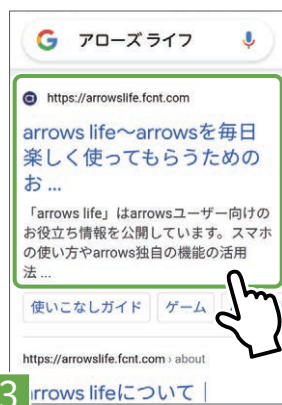 アローズ ライフ
https://arrowslife.fcnt.com
arrows life〜arrowsを毎日
楽しく使ってもらうための
お ...
「arrows life」はarrowsユーザー向けの
お役立ち情報を公開しています。スマホ
の使い方やarrows独自の機能の活用
法 ...
使いこなしガイド ゲーム
https://arrowslife.fcnt.com › about
3
arrows lifeについて |